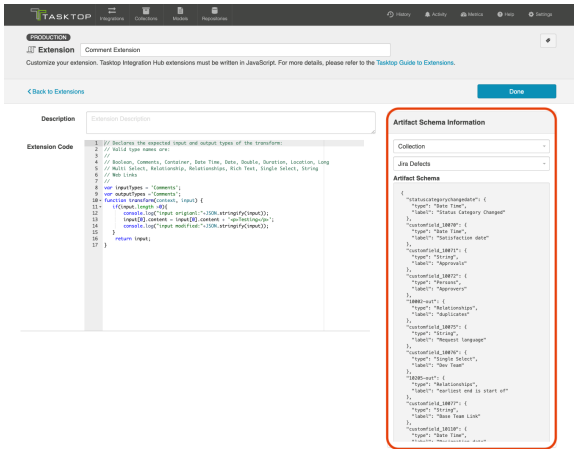 TASKTOP
Integrations
Collections
Models
Repositories
History
Activity
Metrics
Help
Settings
PRODUCTION
Extension
Comment Extension
Customize your extension. Tasktop Integration Hub extensions must be written in JavaScript. For more details, please refer to the Tasktop Guide to Extensions.
Back to Extensions
Done
Description
Extension Description
Extension Code
1 // Declares the expected input and output types of the transform:
2 // Valid type names are:
3 //
4 // Boolean, Comments, Container, Date Time, Date, Double, Duration, Location, Long
5 // Multi Select, Relationship, Relationships, Rich Text, Single Select, String
6 // Web Links
7 //
8 var inputTypes ='Comments';
9 var outputTypes ='Comments';
10 function transform(context, input) {
11 if(input.length >0){
12 console.log("input origianl:"+JSON.stringify(input));
13 input[0].content = input[0].content + "<p>Testing</p>";
14 console.log("input modified:"+JSON.stringify(input));
15 }
16 return input;
17 }
Artifact Schema Information
Collection
Jira Defects
Artifact Schema
{
"statuscategorychangedate": {
"type": "Date Time",
"label": "Status Category Changed"
},
"customfield_10070": {
"type": "Date Time",
"label": "Satisfaction date"
},
"customfield_10071": {
"type": "String",
"label": "Approvals"
},
"customfield_10072": {
"type": "Persons",
"label": "Approvers"
},
"10002-out": {
"type": "Relationships",
"label": "duplicates"
},
"customfield_10075": {
"type": "String",
"label": "Request language"
},
"customfield_10076": {
"type": "Single Select",
"label": "Dev Team"
},
"10205-out": {
"type": "Relationships",
"label": "earliest end is start of"
},
"customfield_10077": {
"type": "String",
"label": "Base Team Link"
},
"customfield_10110": {
"type": "Date Time",